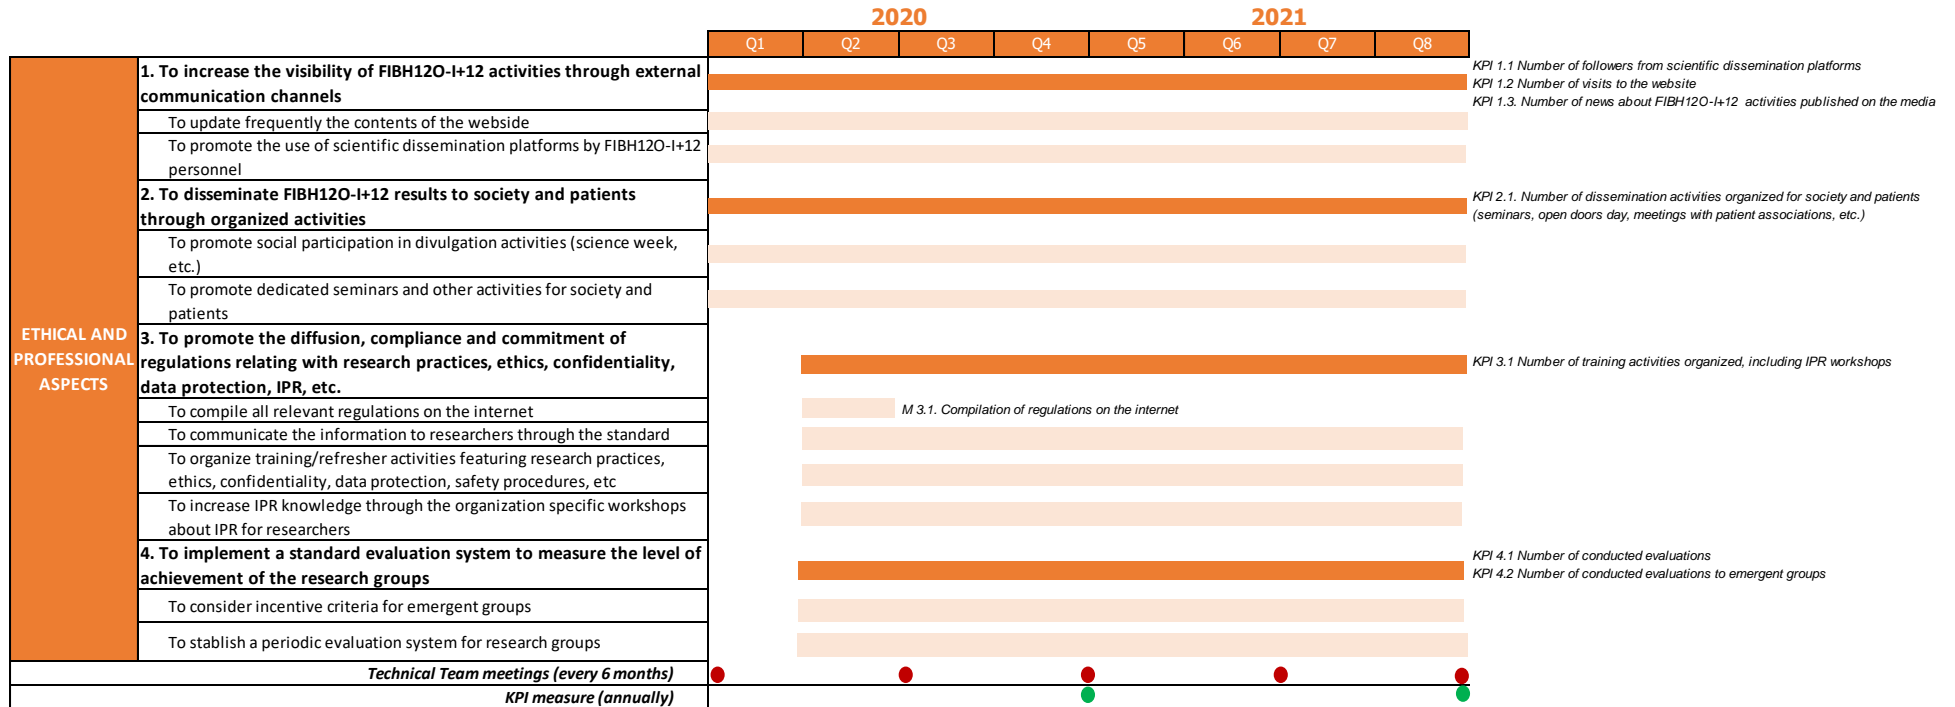 2020
2021
Q1
Q2
Q3
Q4
Q5
Q6
Q7
Q8
ETHICAL AND
PROFESSIONAL
ASPECTS
1. To increase the visibility of FIBH12O-I+12 activities through external
communication channels
KPI 1.1 Number of followers from scientific dissemination platforms
KPI 1.2 Number of visits to the website
KPI 1.3. Number of news about FIBH12O-I+12 activities published on the media
To update frequently the contents of the webside
To promote the use of scientific dissemination platforms by FIBH12O-I+12
personnel
2. To disseminate FIBH12O-I+12 results to society and patients
through organized activities
KPI 2.1. Number of dissemination activities organized for society and patients
(seminars, open doors day, meetings with patient associations, etc.)
To promote social participation in divulgation activities (science week,
etc.)
To promote dedicated seminars and other activities for society and
patients
3. To promote the diffusion, compliance and commitment of
regulations relating with research practices, ethics, confidentiality,
data protection, IPR, etc.
KPI 3.1 Number of training activities organized, including IPR workshops
To compile all relevant regulations on the internet
M 3.1. Compilation of regulations on the internet
To communicate the information to researchers through the standard
To organize training/refresher activities featuring research practices,
ethics, confidentiality, data protection, safety procedures, etc
To increase IPR knowledge through the organization specific workshops
about IPR for researchers
4. To implement a standard evaluation system to measure the level of
achievement of the research groups
KPI 4.1 Number of conducted evaluations
KPI 4.2 Number of conducted evaluations to emergent groups
To consider incentive criteria for emergent groups
To stablish a periodic evaluation system for research groups
Technical Team meetings (every 6 months)
KPI measure (annually)